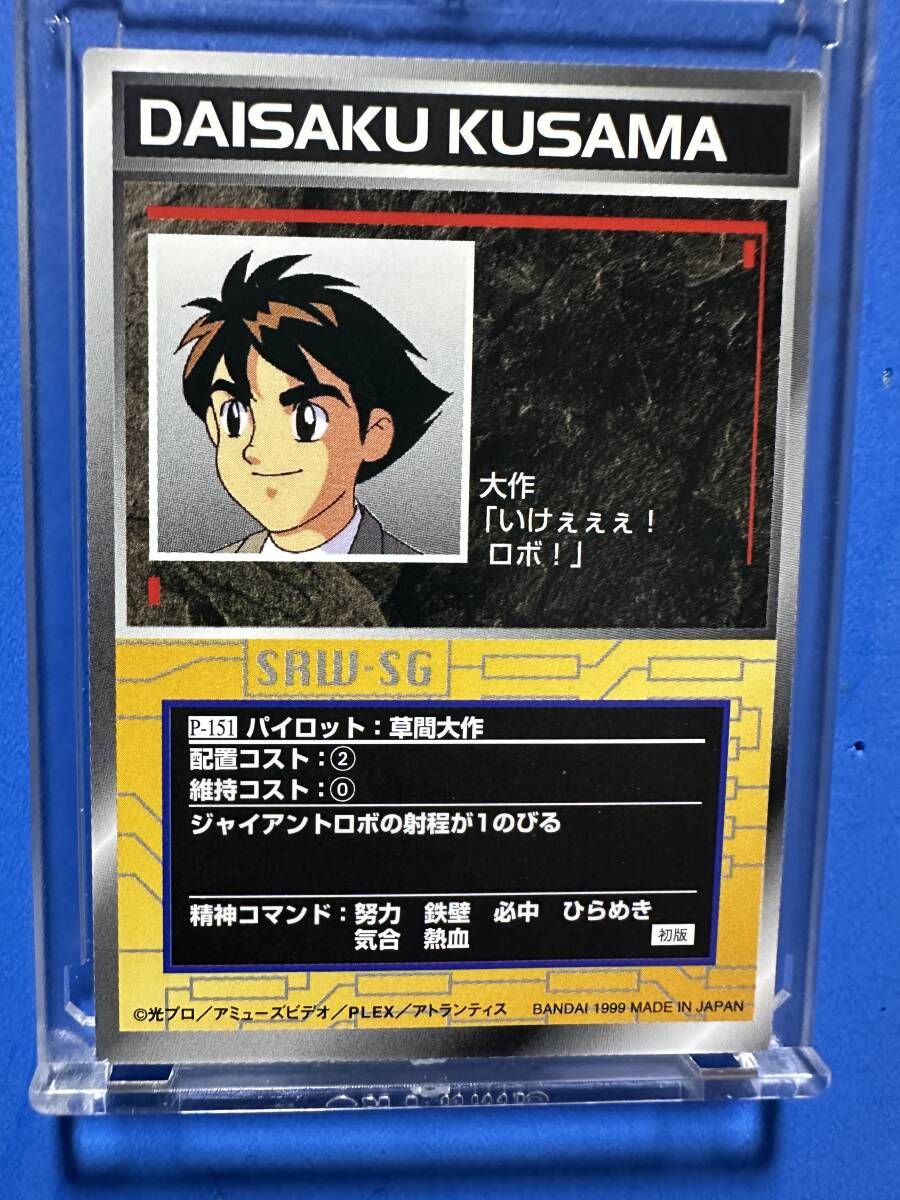 DAISAKU KUSAMA
大作
「いけぇぇぇ!
ロボ!」
SRW-SG
P-151 パイロット:草間大作
配置コスト:②
維持コスト:⓪
ジャイアントロボの射程が1のびる
精神コマンド:努力 鉄壁 必中 ひらめき
気合 熱血
初版
©光プロ/アミューズビデオ/PLEX/アトランティス BANDAI 1999 MADE IN JAPAN